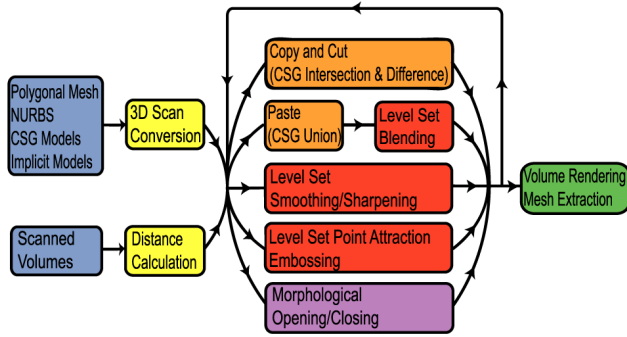 Polygonal Mesh
NURBS
CSG Models
Implicit Models
3D Scan
Conversion
Scanned
Volumes
Distance
Calculation
Copy and Cut
(CSG Intersection & Difference)
Paste
(CSG Union)
Level Set
Blending
Level Set
Smoothing/Sharpening
Level Set Point Attraction
Embossing
Morphological
Opening/Closing
Volume Rendering
Mesh Extraction